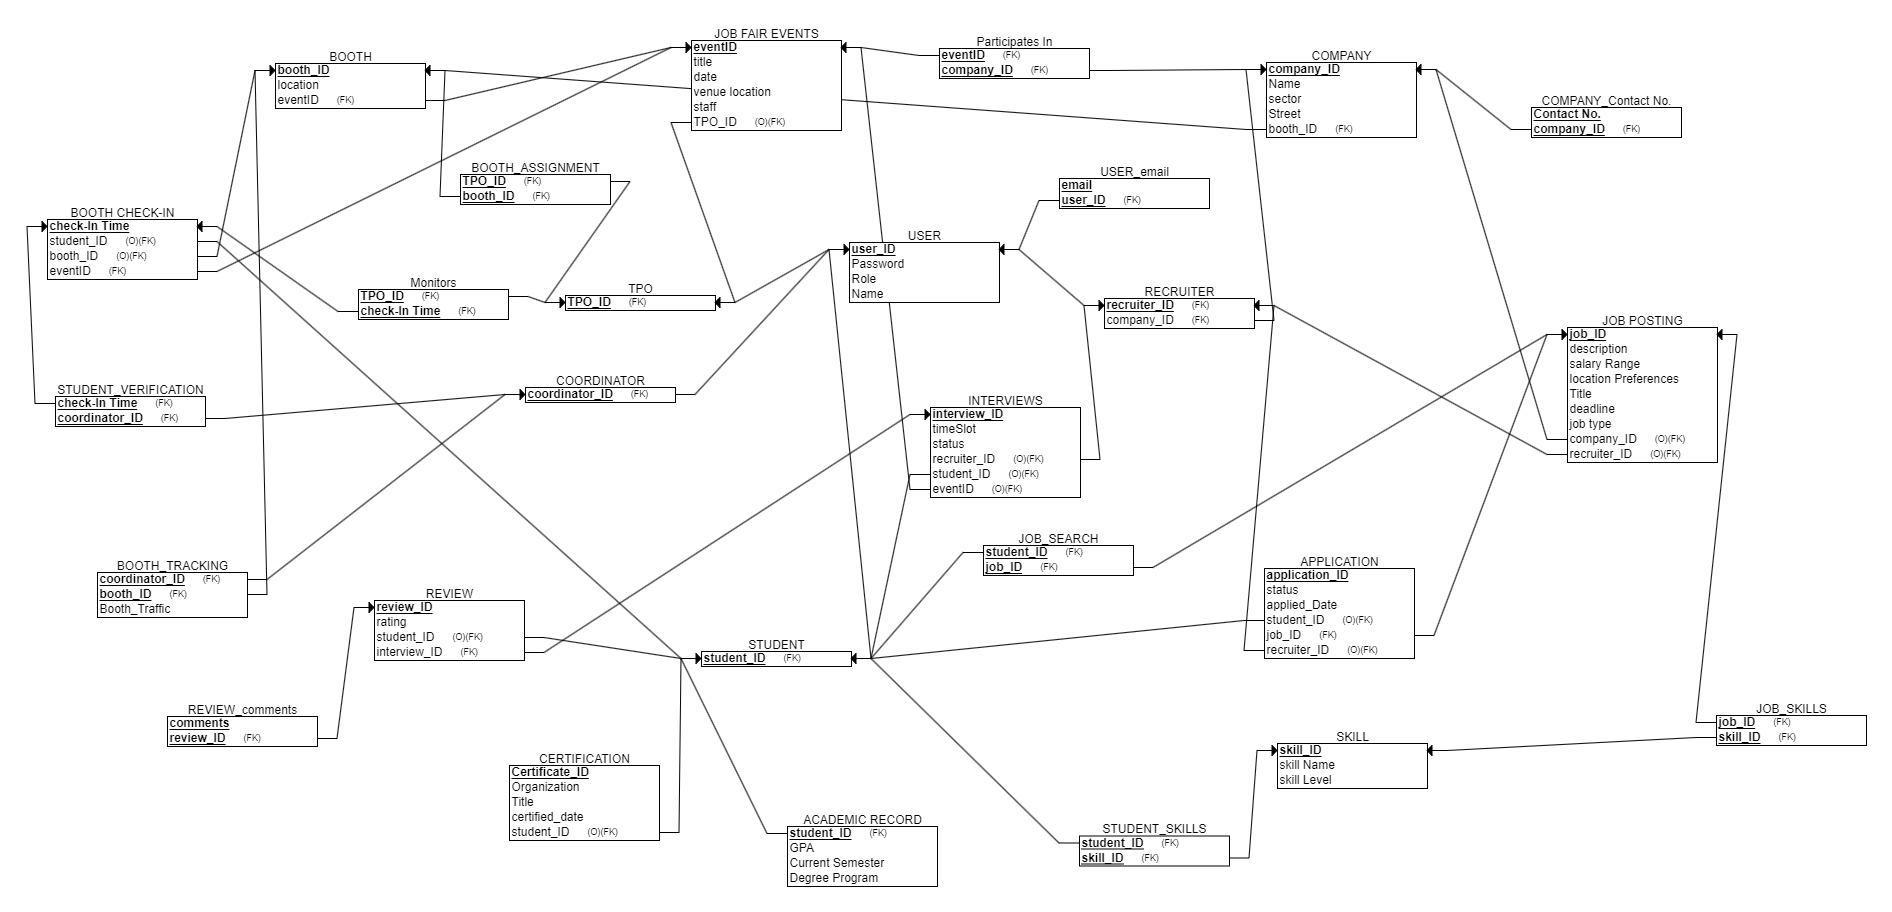 JOB FAIR EVENTS
eventID
title
date
venue location
staff
TPO_ID (O)(FK)
Participates In
eventID (FK)
company_ID (FK)
BOOTH
booth_ID
location
eventID (FK)
COMPANY
company_ID
Name
sector
Street
booth_ID (FK)
COMPANY_Contact No.
Contact No.
company_ID (FK)
BOOTH_ASSIGNMENT
TPO_ID (FK)
booth_ID (FK)
USER_email
email
user_ID (FK)
BOOTH CHECK-IN
check-In Time
student_ID (O)(FK)
booth_ID (O)(FK)
eventID (FK)
USER
user_ID
Password
Role
Name
Monitors
TPO_ID (FK)
check-In Time (FK)
TPO
TPO_ID (FK)
RECRUITER
recruiter_ID (FK)
company_ID (FK)
JOB POSTING
job_ID
description
salary Range
location Preferences
Title
deadline
job type
company_ID (O)(FK)
recruiter_ID (O)(FK)
STUDENT_VERIFICATION
check-In Time (FK)
coordinator_ID (FK)
COORDINATOR
coordinator_ID (FK)
INTERVIEWS
interview_ID
timeSlot
status
recruiter_ID (O)(FK)
student_ID (O)(FK)
eventID (O)(FK)
JOB_SEARCH
student_ID (FK)
job_ID (FK)
BOOTH_TRACKING
coordinator_ID (FK)
booth_ID (FK)
Booth_Traffic
APPLICATION
application_ID
status
applied_Date
student_ID (O)(FK)
job_ID (FK)
recruiter_ID (O)(FK)
REVIEW
review_ID
rating
student_ID (O)(FK)
interview_ID (FK)
STUDENT
student_ID (FK)
REVIEW_comments
comments
review_ID (FK)
JOB_SKILLS
job_ID (FK)
skill_ID (FK)
SKILL
skill_ID
skill Name
skill Level
CERTIFICATION
Certificate_ID
Organization
Title
certified_date
student_ID (O)(FK)
ACADEMIC RECORD
student_ID (FK)
GPA
Current Semester
Degree Program
STUDENT_SKILLS
student_ID (FK)
skill_ID (FK)